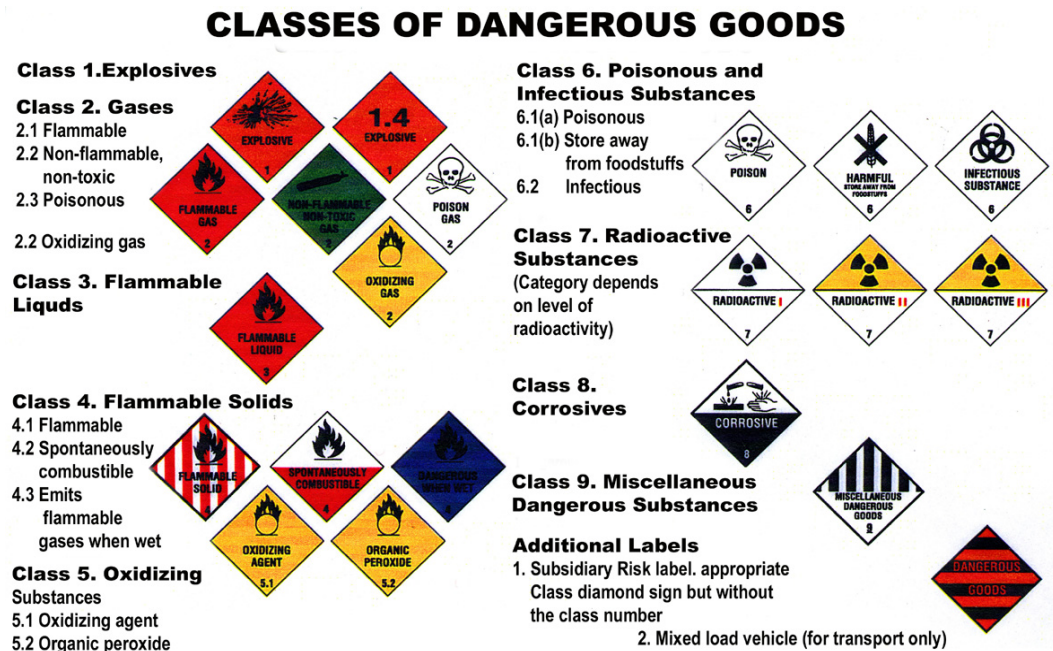 CLASSES OF DANGEROUS GOODS
Class 1.Explosives
Class 2. Gases
2.1 Flammable
2.2 Non-flammable,
non-toxic
2.3 Poisonous
2.2 Oxidizing gas
EXPLOSIVE
1
1.4
EXPLOSIVE
1
FLAMMABLE
GAS
2
NON-FLAMMABLE
NON-TOXIC
GAS
2
POISON
GAS
2
OXIDIZING
GAS
2
Class 3. Flammable
Liquds
FLAMMABLE
LIQUID
3
Class 4. Flammable Solids
4.1 Flammable
4.2 Spontaneously
combustible
4.3 Emits
flammable
gases when wet
FLAMMABLE
SOLID
4
SPONTANEOUSLY
COMBUSTIBLE
4
DANGEROUS
WHEN WET
4
Class 5. Oxidizing
Substances
5.1 Oxidizing agent
5.2 Organic peroxide
OXIDIZING
AGENT
5.1
ORGANIC
PEROXIDE
5.2
Class 6. Poisonous and
Infectious Substances
6.1(a) Poisonous
6.1(b) Store away
from foodstuffs
6.2 Infectious
POISON
6
HARMFUL
STORE AWAY FROM
FOODSTUFFS
6
INFECTIOUS
SUBSTANCE
6
Class 7. Radioactive
Substances
(Category depends
on level of
radioactivity)
RADIOACTIVE I
7
RADIOACTIVE II
7
RADIOACTIVE III
7
Class 8.
Corrosives
CORROSIVE
8
Class 9. Miscellaneous
Dangerous Substances
MISCELLANEOUS
DANGEROUS
GOODS
9
Additional Labels
1. Subsidiary Risk label. appropriate
Class diamond sign but without
the class number
2. Mixed load vehicle (for transport only)
DANGEROUS
GOODS